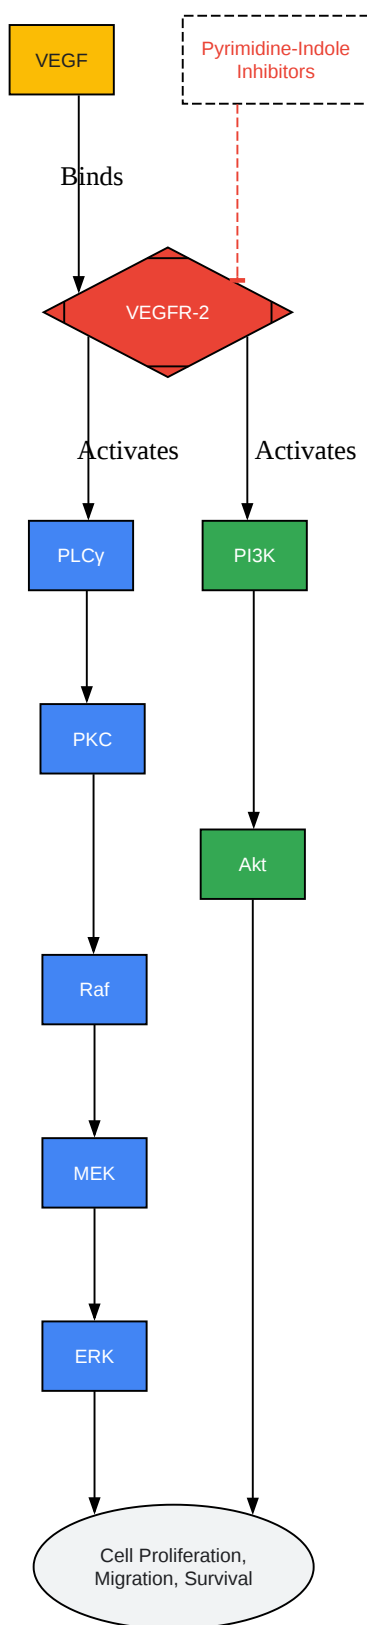 VEGF
Pyrimidine-Indole
Inhibitors
Binds
VEGFR-2
Activates
Activates
PLCγ
PI3K
PKC
Akt
Raf
MEK
ERK
Cell Proliferation,
Migration, Survival